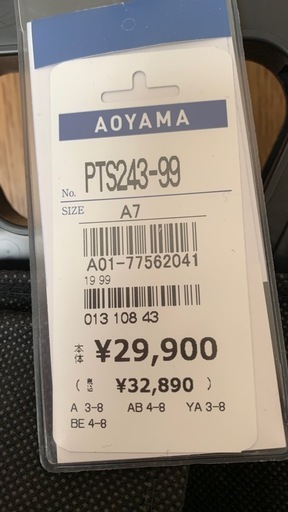 AOYAMA
No. PTS243-99
SIZE A7
A01-77562041
19 99
013 108 43
本体 ¥29,900
(税込 ¥32,890 )
A 3-8 AB 4-8 YA 3-8
BE 4-8